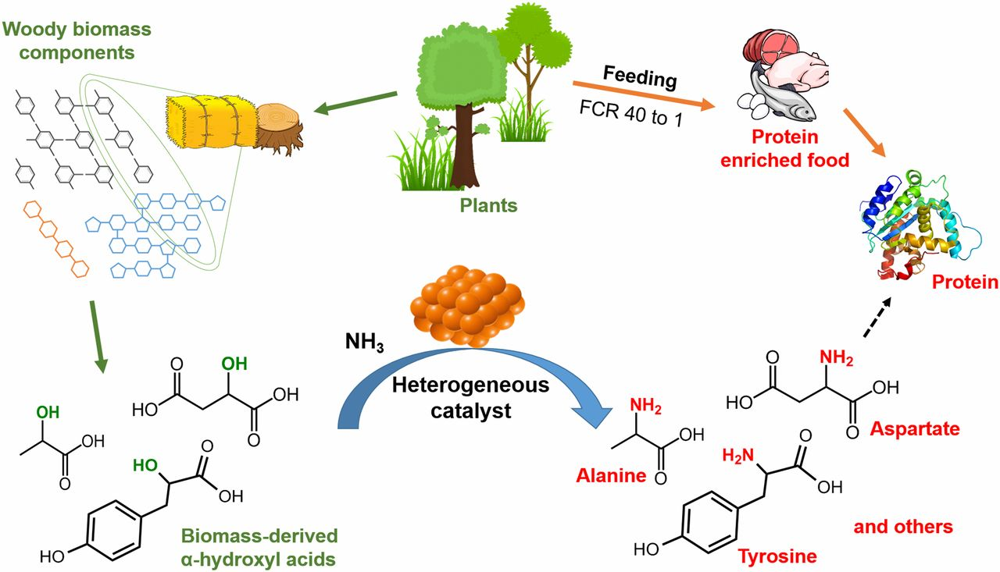 Woody biomass
components
Feeding
FCR 40 to 1
Protein
enriched food
Plants
Protein
NH3
Heterogeneous
catalyst
O
OH
HO
OH
O
OH
OH
O
HO
O
OH
HO
Biomass-derived
α-hydroxyl acids
NH2
OH
O
Alanine
O
NH2
HO
OH
O
Aspartate
H2N
O
OH
HO
Tyrosine
and others